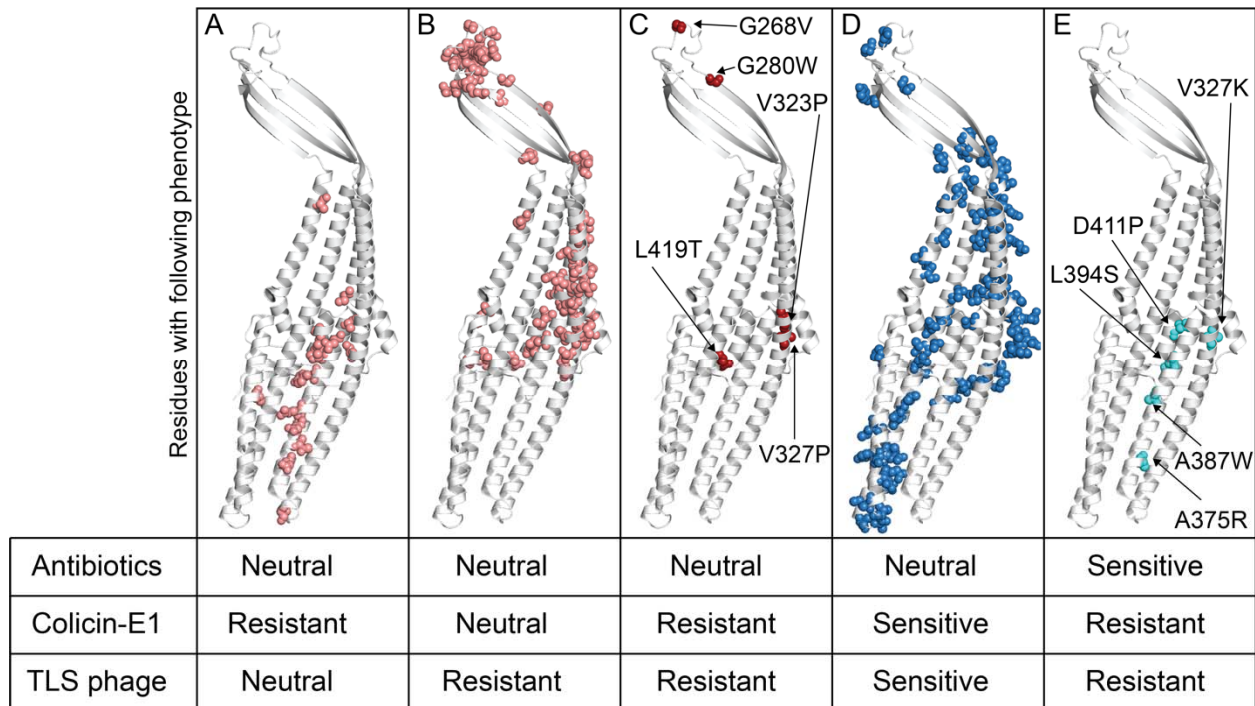 Residues with following phenotype
A
B
C
D
E
G268V
G280W
V323P
L419T
V327P
V327K
D411P
L394S
A387W
A375R
Antibiotics Neutral Neutral Neutral Neutral Sensitive
Colicin-E1 Resistant Neutral Resistant Sensitive Resistant
TLS phage Neutral Resistant Resistant Sensitive Resistant